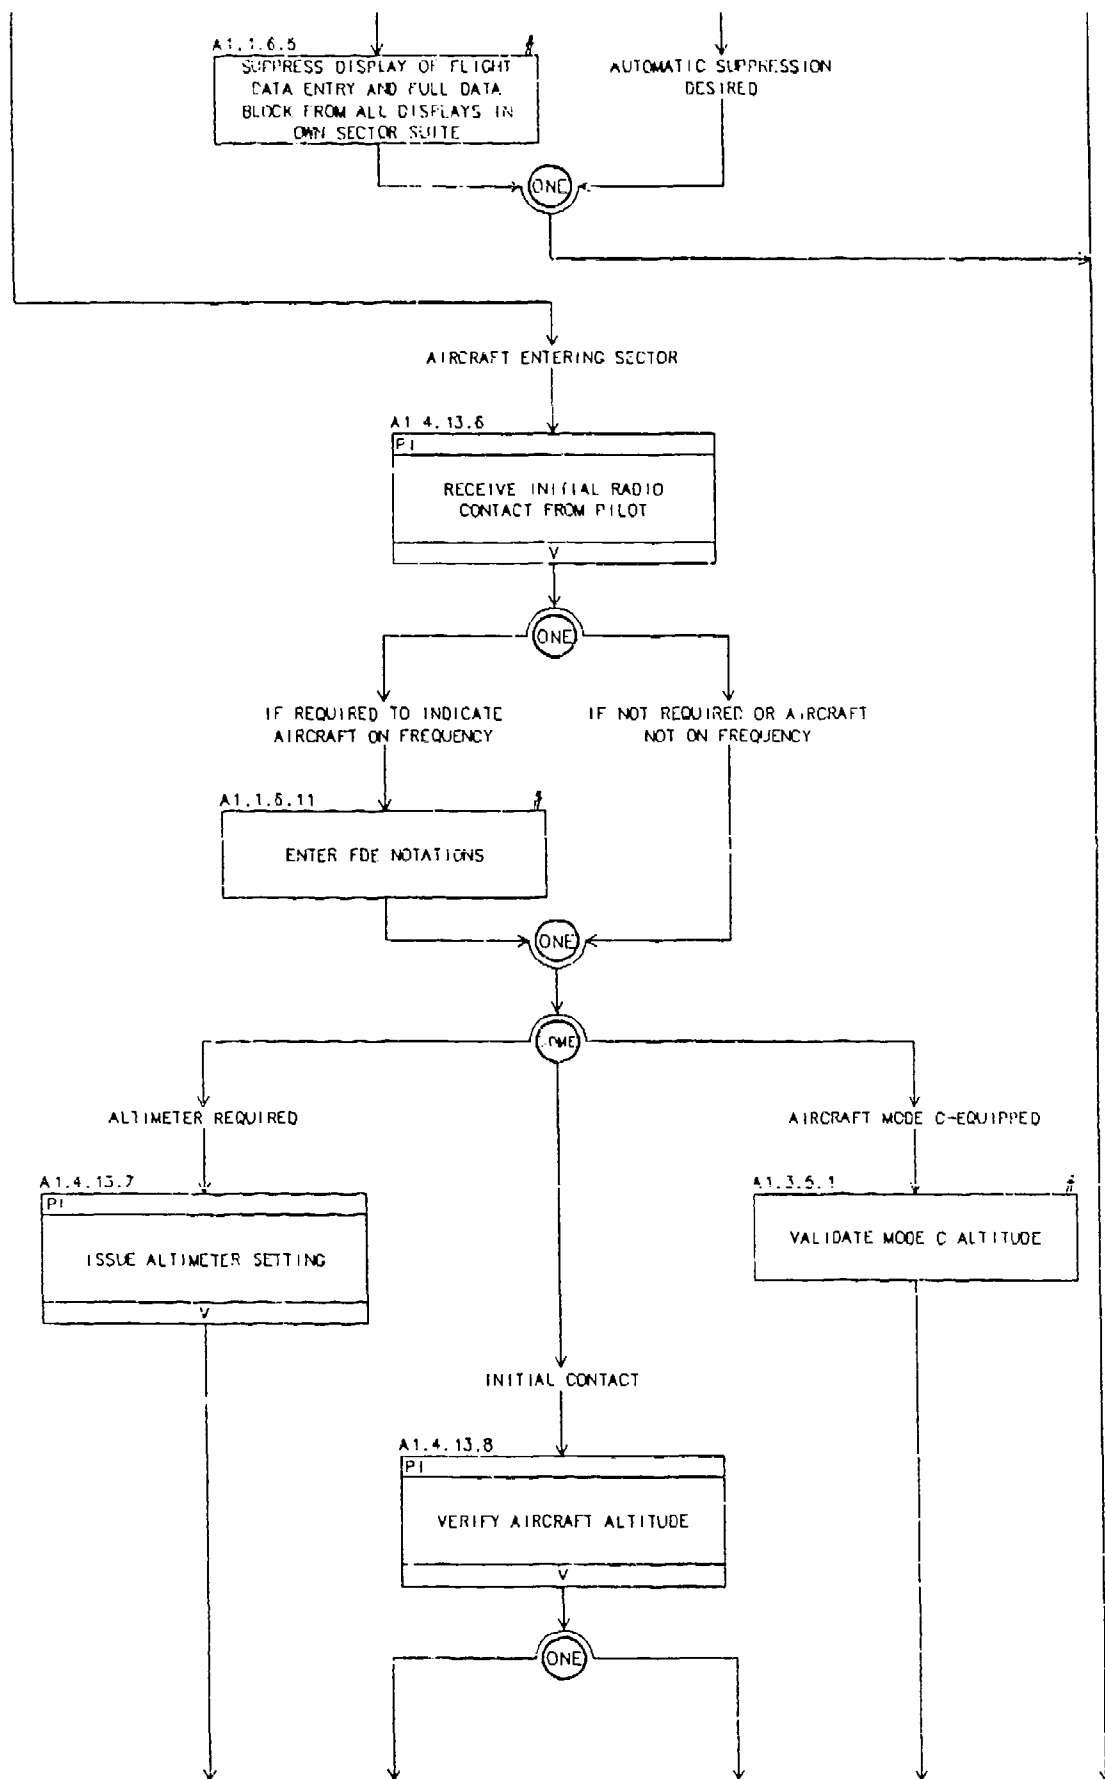 A1.1.6.5
SUPPRESS DISPLAY OF FLIGHT
DATA ENTRY AND FULL DATA
BLOCK FROM ALL DISPLAYS IN
OWN SECTOR SUITE
AUTOMATIC SUPPRESSION
DESIRED
ONE
AIRCRAFT ENTERING SECTOR
A1.4.13.6
PI
RECEIVE INITIAL RADIO
CONTACT FROM PILOT
V
ONE
IF REQUIRED TO INDICATE
AIRCRAFT ON FREQUENCY
IF NOT REQUIRED OR AIRCRAFT
NOT ON FREQUENCY
A1.1.6.11
#
ENTER FDE NOTATIONS
ONE
SOME
ALTIMETER REQUIRED
AIRCRAFT MODE C-EQUIPPED
A1.4.13.7
PI
ISSUE ALTIMETER SETTING
V
A1.3.6.1
#
VALIDATE MODE C ALTITUDE
INITIAL CONTACT
A1.4.13.8
PI
VERIFY AIRCRAFT ALTITUDE
V
ONE